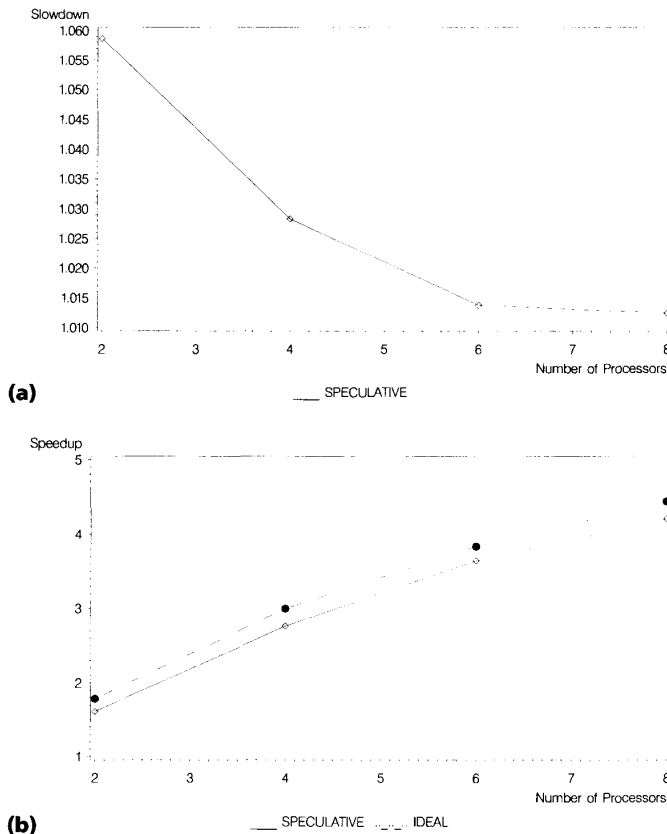 Slowdown
1.060
1.055
1.050
1.045
1.040
1.035
1.030
1.025
1.020
1.015
1.010
2 3 4 5 6 7 8
Number of Processors
(a)
SPECULATIVE
Speedup
5
4
3
2
1
2 3 4 5 6 7 8
Number of Processors
(b)
SPECULATIVE IDEAL